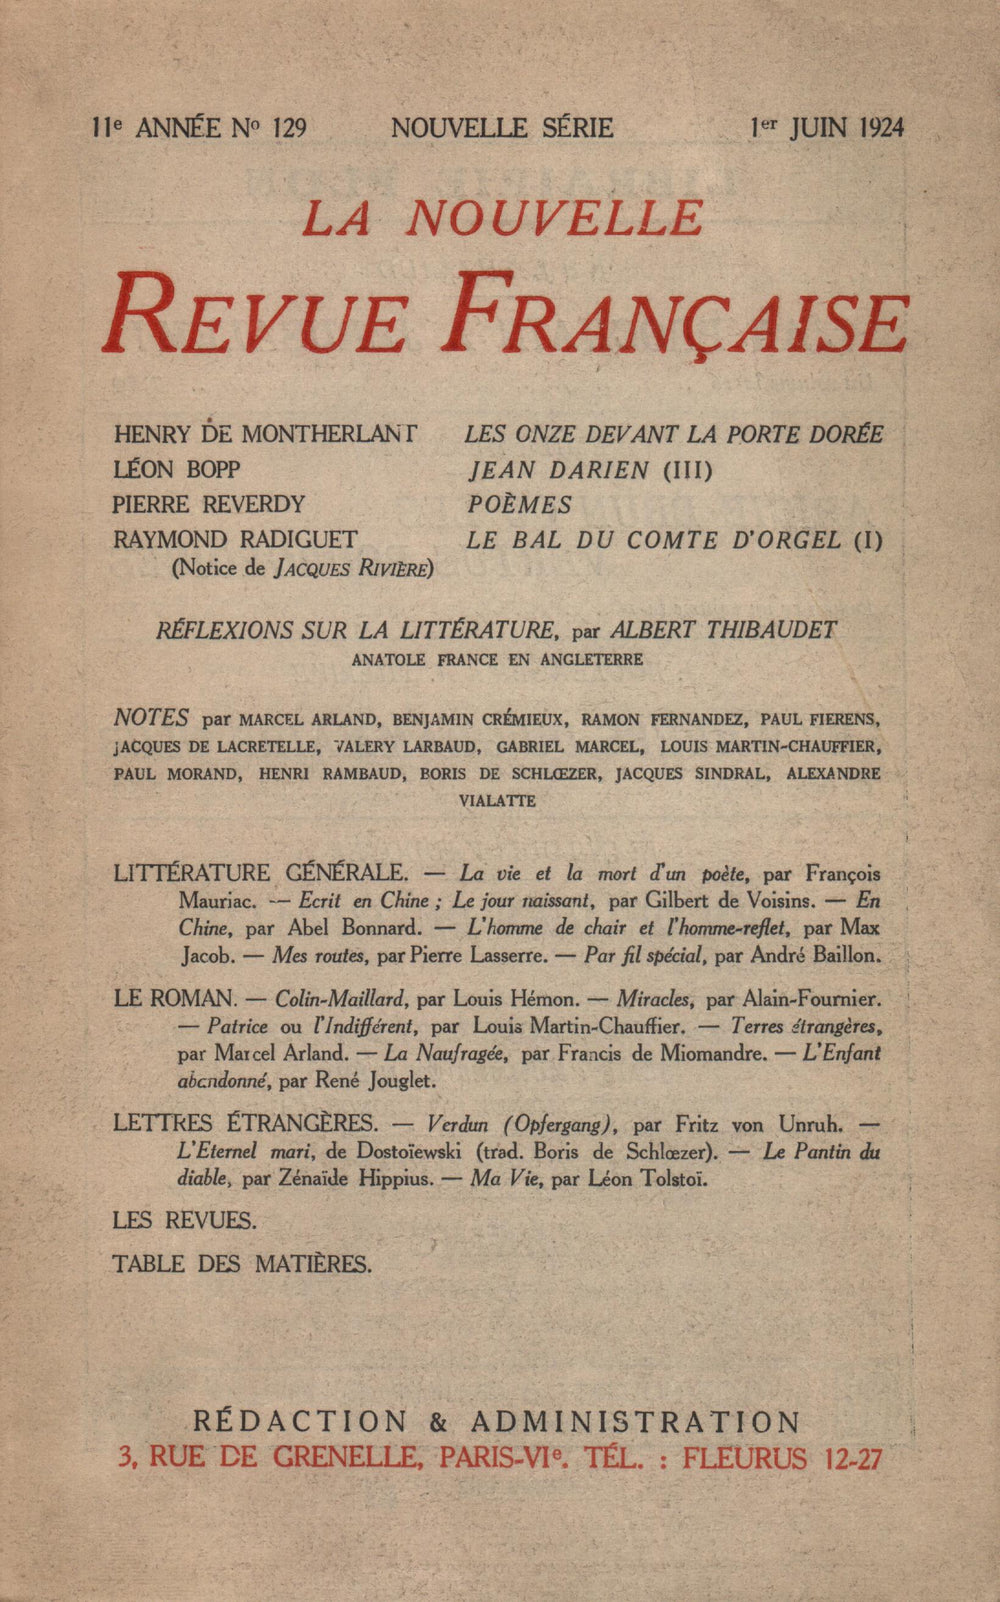 11e ANNÉE No 129 NOUVELLE SÉRIE 1er JUIN 1924
LA NOUVELLE
REVUE FRANÇAISE
HENRY DE MONTHERLANT LES ONZE DEVANT LA PORTE DORÉE
LÉON BOPP JEAN DARIEN (III)
PIERRE REVERDY POÈMES
RAYMOND RADIGUET LE BAL DU COMTE D'ORGEL (I)
(Notice de JACQUES RIVIÈRE)
RÉFLEXIONS SUR LA LITTÉRATURE, par ALBERT THIBAUDET
ANATOLE FRANCE EN ANGLETERRE
NOTES par MARCEL ARLAND, BENJAMIN CRÉMIEUX, RAMON FERNANDEZ, PAUL FIERENS,
JACQUES DE LACRETELLE, VALERY LARBAUD, GABRIEL MARCEL, LOUIS MARTIN-CHAUFFIER,
PAUL MORAND, HENRI RAMBAUD, BORIS DE SCHLŒZER, JACQUES SINDRAL, ALEXANDRE
VIALATTE
LITTÉRATURE GÉNÉRALE. — La vie et la mort d'un poète, par François
Mauriac. — Ecrit en Chine ; Le jour naissant, par Gilbert de Voisins. — En
Chine, par Abel Bonnard. — L'homme de chair et l'homme-reflet, par Max
Jacob. — Mes routes, par Pierre Lasserre. — Par fil spécial, par André Baillon.
LE ROMAN. — Colin-Maillard, par Louis Hémon. — Miracles, par Alain-Fournier.
— Patrice ou l'Indifférent, par Louis Martin-Chauffier. — Terres étrangères,
par Marcel Arland. — La Naufragée, par Francis de Miomandre. — L'Enfant
abandonné, par René Jouglet.
LETTRES ÉTRANGÈRES. — Verdun (Opfergang), par Fritz von Unruh. —
L'Eternel mari, de Dostoïewski (trad. Boris de Schlœzer). — Le Pantin du
diable, par Zénaïde Hippius. — Ma Vie, par Léon Tolstoï.
LES REVUES.
TABLE DES MATIÈRES.
RÉDACTION & ADMINISTRATION
3, RUE DE GRENELLE, PARIS-VIe. TÉL. : FLEURUS 12-27